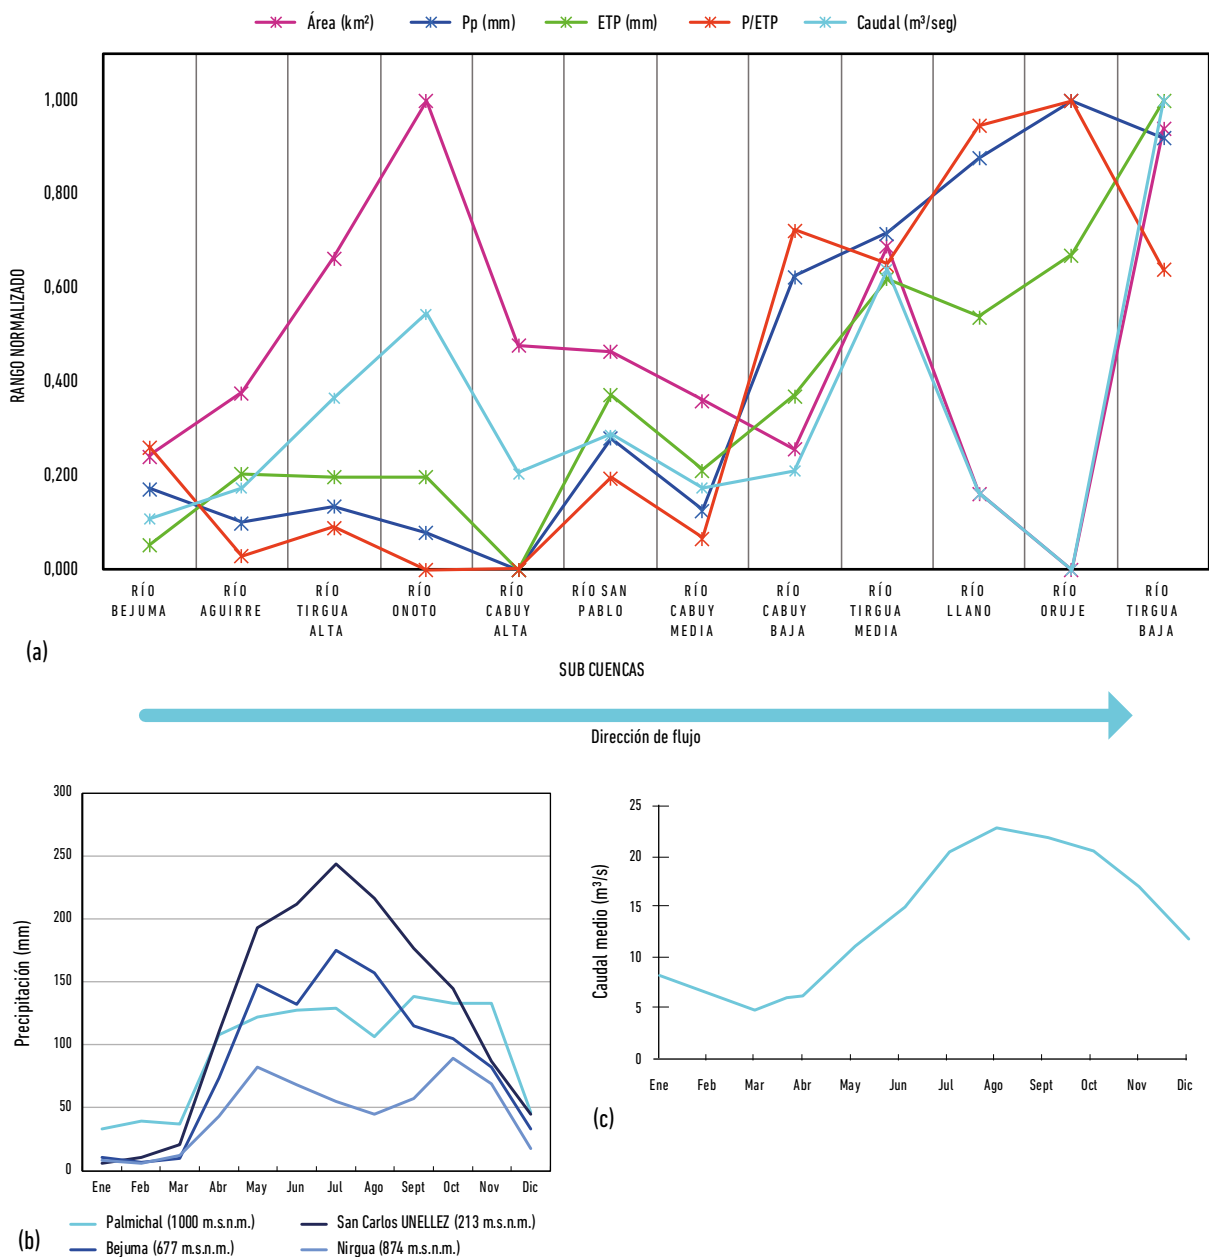 Área (km²) Pp (mm) ETP (mm) P/ETP Caudal (m³/seg)
RANGO NORMALIZADO
1,000
0,800
0,600
0,400
0,200
0,000
RÍO BEJUMA
RÍO AGUIRRE
RÍO TIRGUA ALTA
RÍO ONOTO
RÍO CABUY ALTA
RÍO SAN PABLO
RÍO CABUY MEDIA
RÍO CABUY BAJA
RÍO TIRGUA MEDIA
RÍO LLANO
RÍO ORUJE
RÍO TIRGUA BAJA
(a)
SUB CUENCAS
Dirección de flujo
Precipitación (mm)
300
250
200
150
100
50
0
Ene Feb Mar Abr May Jun Jul Ago Sept Oct Nov Dic
Palmichal (1000 m.s.n.m.) San Carlos UNELLEZ (213 m.s.n.m.)
Bejuma (677 m.s.n.m.) Nirgua (874 m.s.n.m.)
(b)
Caudal medio (m³/s)
25
20
15
10
5
0
Ene Feb Mar Abr May Jun Jul Ago Sept Oct Nov Dic
(c)